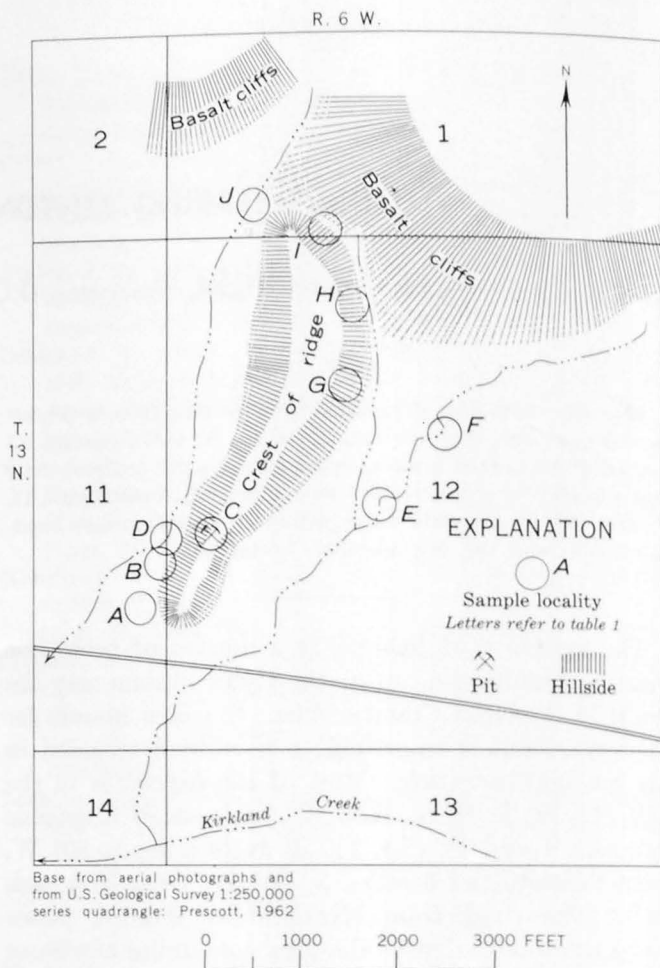 R. 6 W.
Basalt cliffs
2
1
N
J
Basalt
cliffs
I
H
Crest of ridge
G
F
T.
13
N.
11
12
E
D
C
B
A
EXPLANATION
A
Sample locality
Letters refer to table 1
Pit
Hillside
14
13
Kirkland Creek
Base from aerial photographs and
from U.S. Geological Survey 1:250,000
series quadrangle: Prescott, 1962
0 1000 2000 3000 FEET